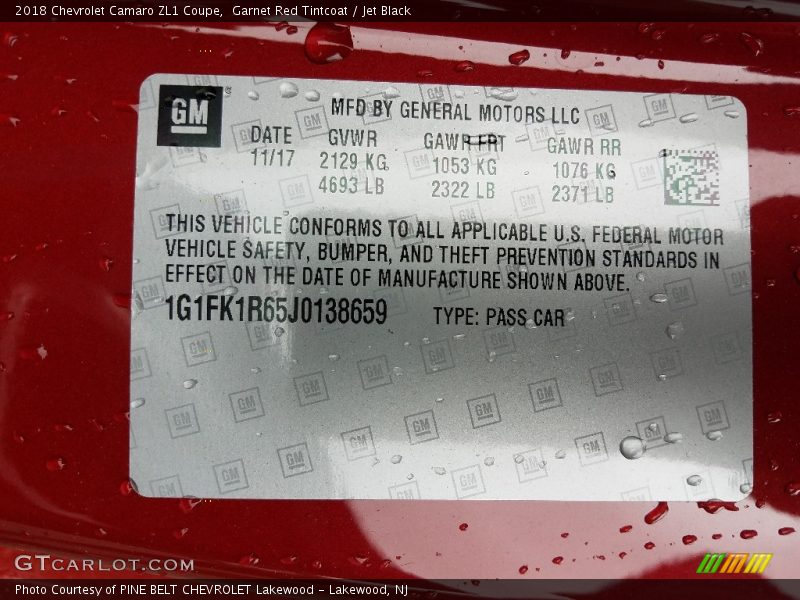 2018 Chevrolet Camaro ZL1 Coupe,  Garnet Red Tintcoat / Jet Black
GM
MFD BY GENERAL MOTORS LLC
DATE GVWR GAWR FRT GAWR RR
11/17 2129 KG 1053 KG 1076 KG
4693 LB 2322 LB 2371 LB
THIS VEHICLE CONFORMS TO ALL APPLICABLE U.S. FEDERAL MOTOR
VEHICLE SAFETY, BUMPER, AND THEFT PREVENTION STANDARDS IN
EFFECT ON THE DATE OF MANUFACTURE SHOWN ABOVE.
1G1FK1R65J0138659 TYPE: PASS CAR
GTCARLOT.COM
Photo Courtesy of PINE BELT CHEVROLET Lakewood - Lakewood, NJ